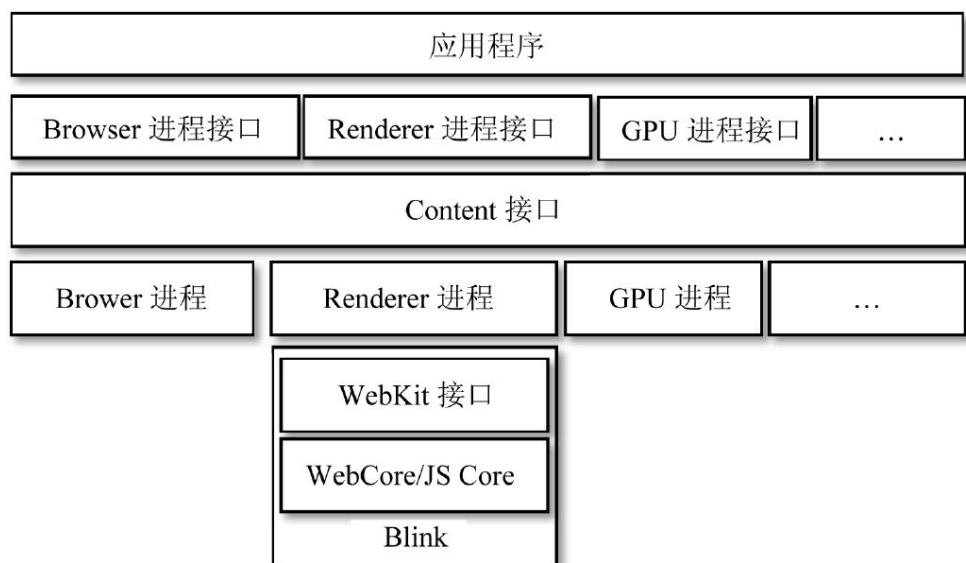 应用程序
Browser 进程接口
Renderer 进程接口
GPU 进程接口
…
Content 接口
Brower 进程
Renderer 进程
GPU 进程
…
WebKit 接口
WebCore/JS Core
Blink